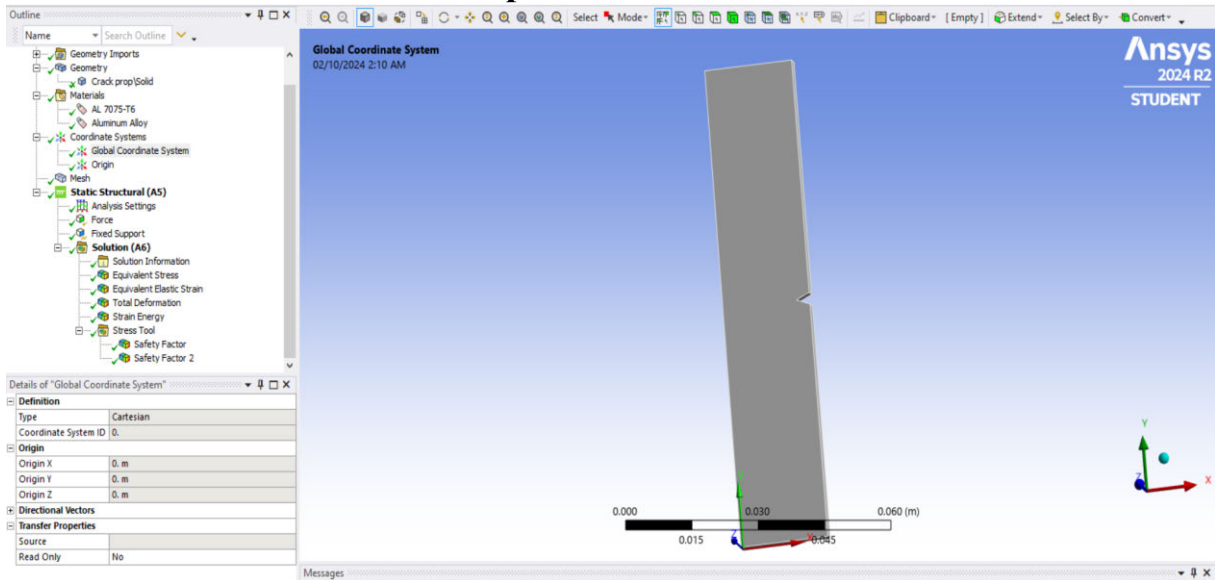 Outline
Name Search Outline
Geometry Imports
Geometry
Crack prop\Solid
Materials
AL 7075-T6
Aluminum Alloy
Coordinate Systems
Global Coordinate System
Origin
Mesh
Static Structural (A5)
Analysis Settings
Force
Fixed Support
Solution (A6)
Solution Information
Equivalent Stress
Equivalent Elastic Strain
Total Deformation
Strain Energy
Stress Tool
Safety Factor
Safety Factor 2
Details of "Global Coordinate System"
Definition
Type Cartesian
Coordinate System ID 0.
Origin
Origin X 0. m
Origin Y 0. m
Origin Z 0. m
Directional Vectors
Transfer Properties
Source
Read Only No
Select Mode Clipboard [ Empty ] Extend Select By Convert
Global Coordinate System
02/10/2024 2:10 AM
Ansys
2024 R2
STUDENT
0.000 0.030 0.060 (m)
0.015 0.045
Z X
Y
Z X
Messages